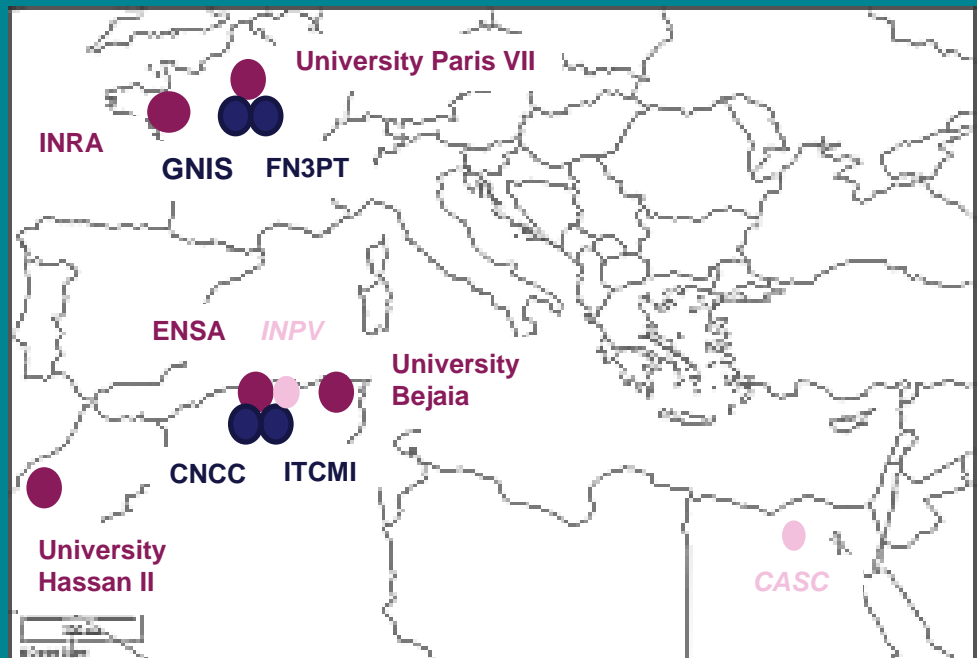 University Paris VII
INRA
GNIS FN3PT
ENSA INPV
University
Bejaia
CNCC ITCMI
University
Hassan II
CASC